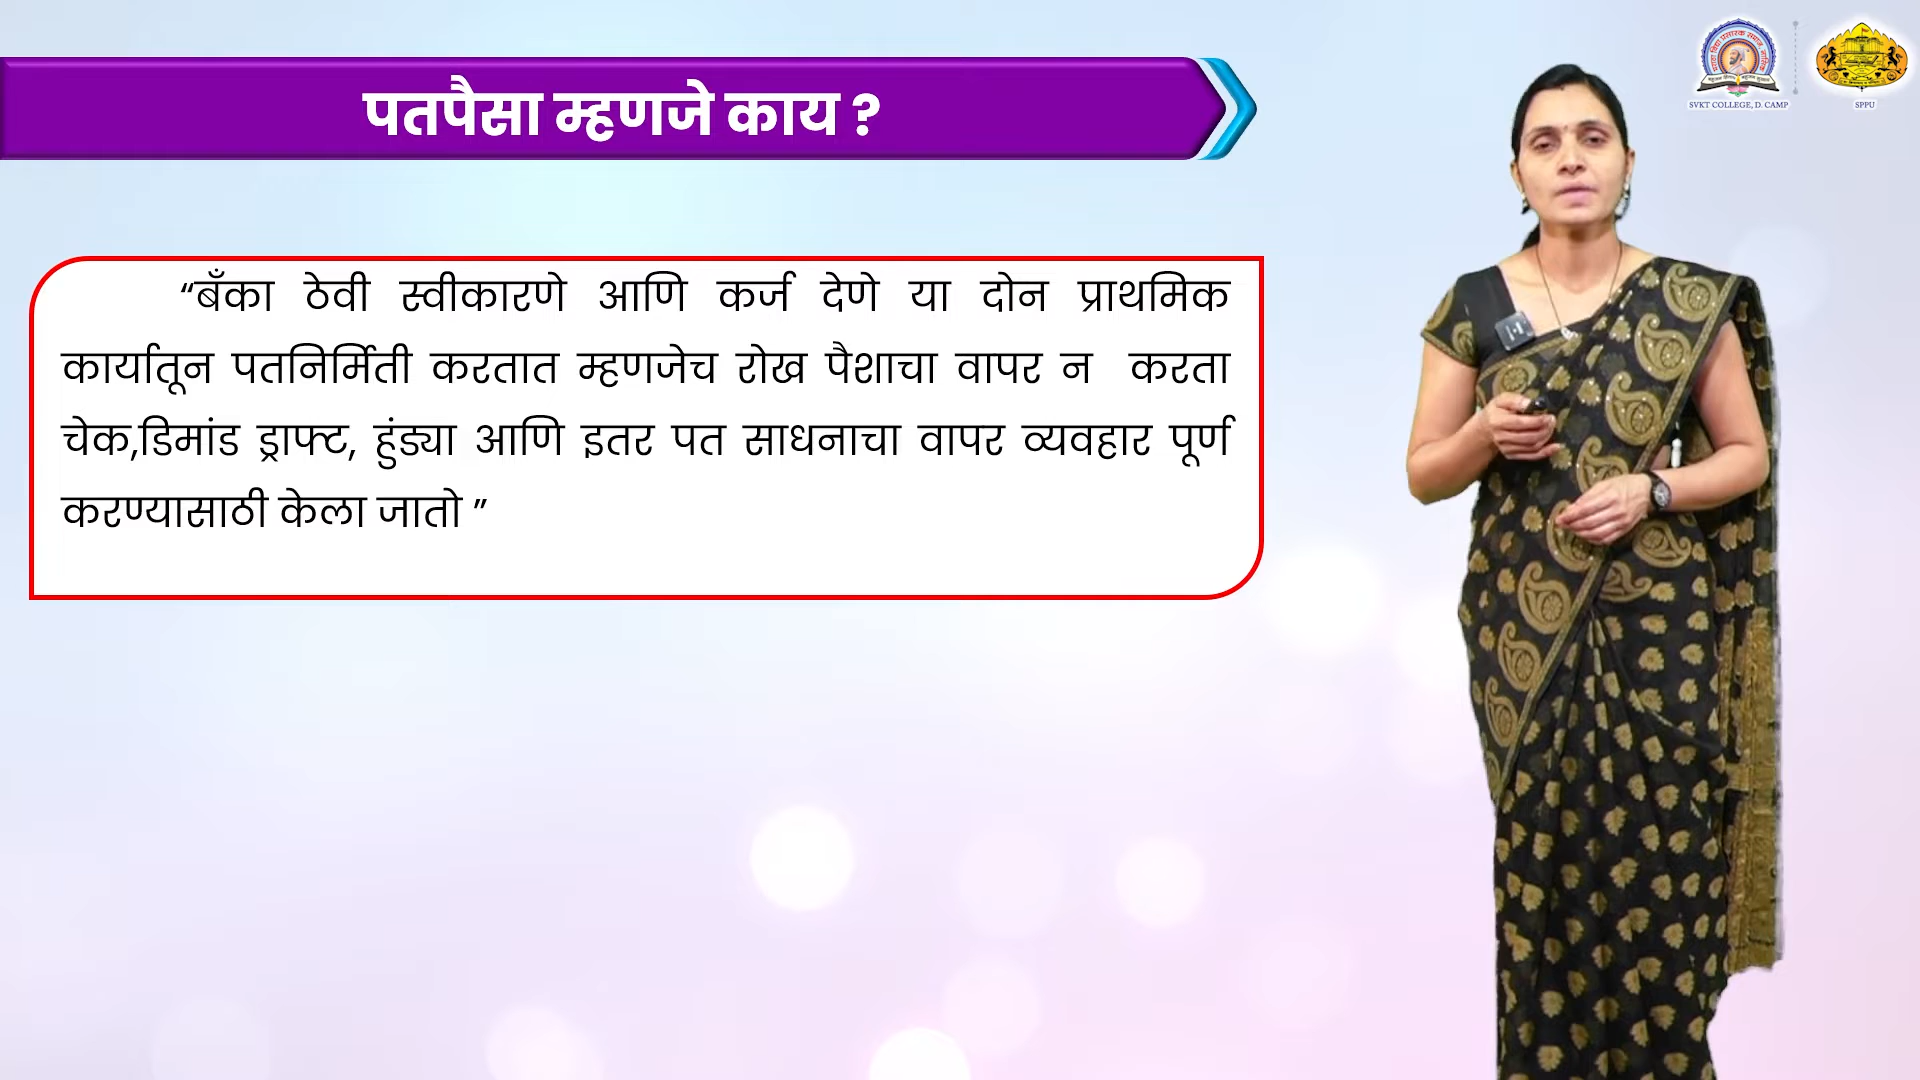 पतपैसा म्हणजे काय ?
“बँका ठेवी स्वीकारणे आणि कर्ज देणे या दोन प्राथमिक
कार्यातून पतनिर्मिती करतात म्हणजेच रोख पैशाचा वापर न करता
चेक,डिमांड ड्राफ्ट, हुंड्या आणि इतर पत साधनाचा वापर व्यवहार पूर्ण
करण्यासाठी केला जातो ”
SVKT COLLEGE, D. CAMP
SPPU